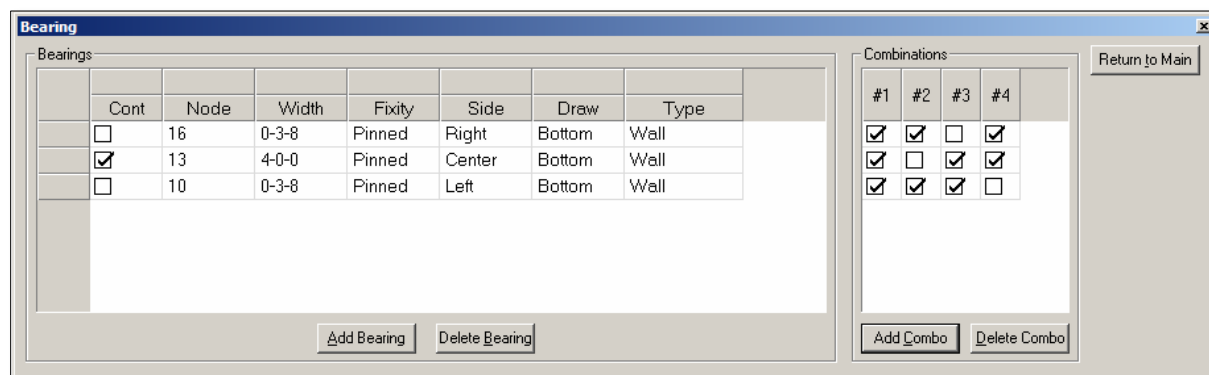 Bearing
Bearings
Combinations
Return to Main
Cont Node Width Fixity Side Draw Type
#1 #2 #3 #4
16 0-3-8 Pinned Right Bottom Wall
13 4-0-0 Pinned Center Bottom Wall
10 0-3-8 Pinned Left Bottom Wall
Add Bearing Delete Bearing
Add Combo Delete Combo